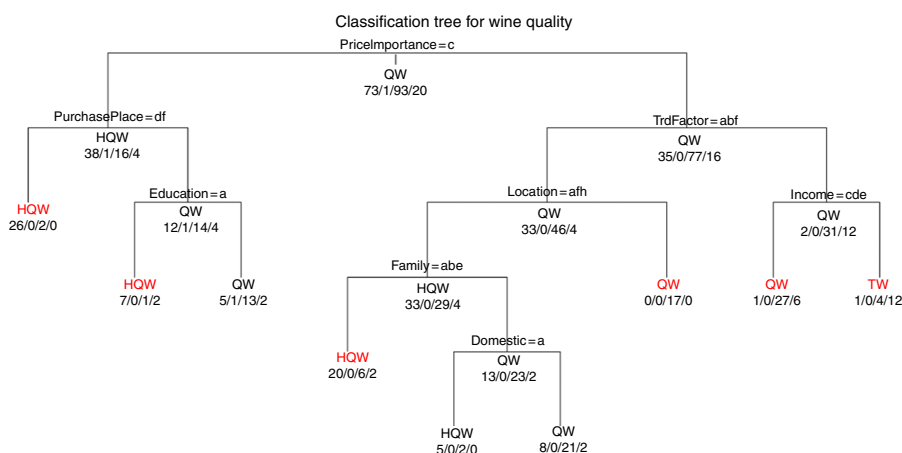 Classification tree for wine quality
PriceImportance=c
QW
73/1/93/20
PurchasePlace=df
HQW
38/1/16/4
TrdFactor=abf
QW
35/0/77/16
HQW
26/0/2/0
Education=a
QW
12/1/14/4
Location=afh
QW
33/0/46/4
Income=cde
QW
2/0/31/12
HQW
7/0/1/2
QW
5/1/13/2
Family=abe
HQW
33/0/29/4
QW
0/0/17/0
QW
1/0/27/6
TW
1/0/4/12
HQW
20/0/6/2
Domestic=a
QW
13/0/23/2
HQW
5/0/2/0
QW
8/0/21/2